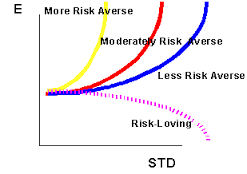 E
More Risk Averse
Moderately Risk Averse
Less Risk Averse
Risk-Loving
STD